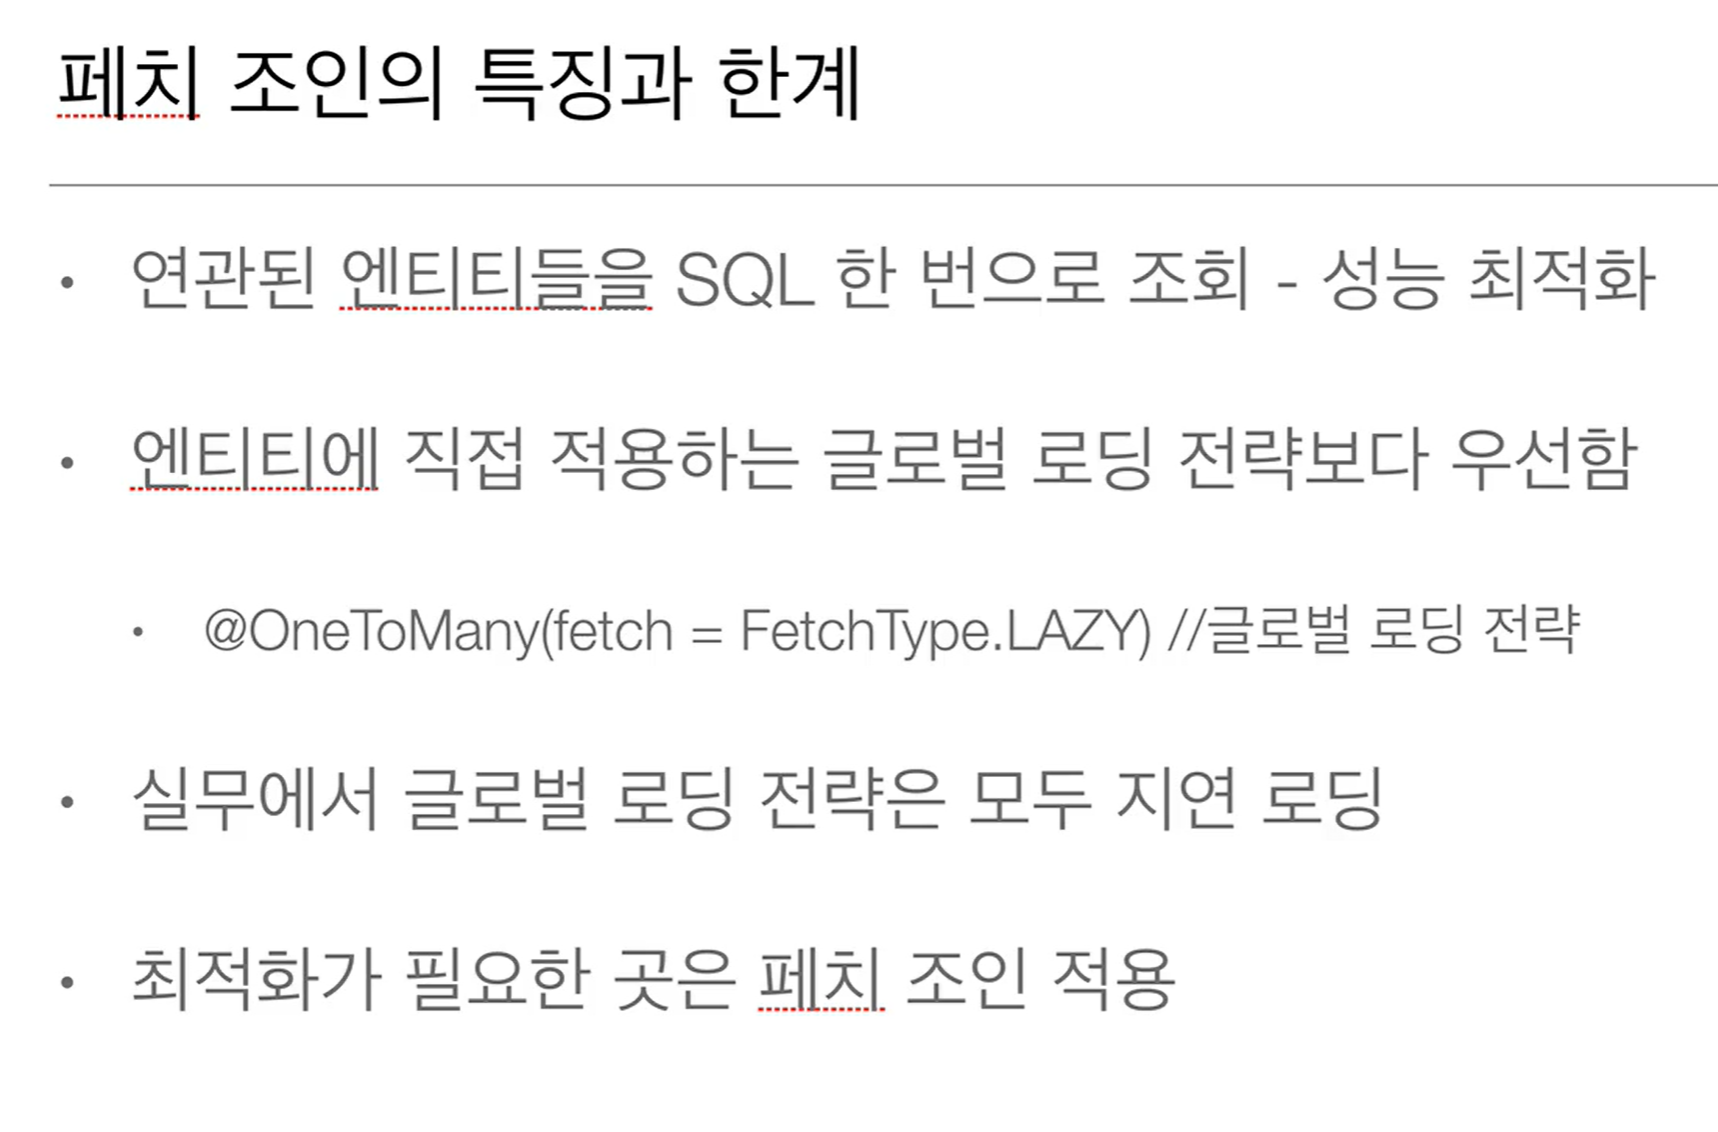 페치 조인의 특징과 한계
• 연관된 엔티티들을 SQL 한 번으로 조회 - 성능 최적화
• 엔티티에 직접 적용하는 글로벌 로딩 전략보다 우선함
• @OneToMany(fetch = FetchType.LAZY) //글로벌 로딩 전략
• 실무에서 글로벌 로딩 전략은 모두 지연 로딩
• 최적화가 필요한 곳은 페치 조인 적용